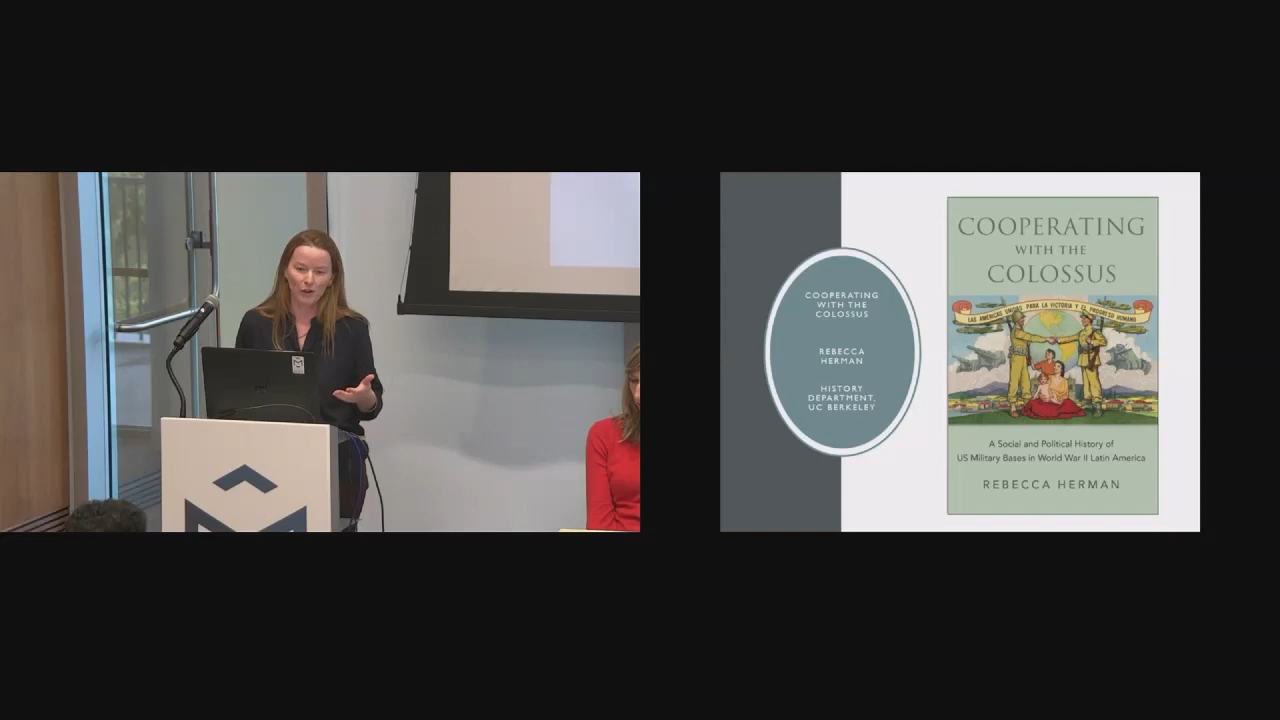 COOPERATING
WITH THE
COLOSSUS
REBECCA
HERMAN
HISTORY
DEPARTMENT,
UC BERKELEY
COOPERATING
WITH THE
COLOSSUS
LAS AMÉRICAS UNIDAS PARA LA VICTORIA Y EL PROGRESO HUMANO
A Social and Political History of
US Military Bases in World War II Latin America
REBECCA HERMAN